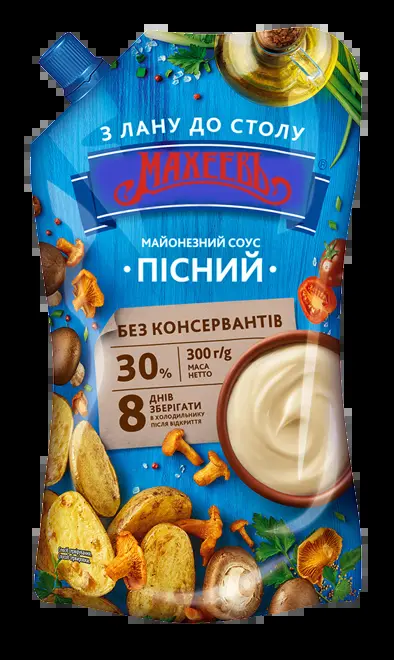 З ЛАНУ ДО СТОЛУ
МАХЕЕВЪ
®
МАЙОНЕЗНИЙ СОУС
• ПІСНИЙ •
БЕЗ КОНСЕРВАНТІВ
30% 300 г/g
МАСА
НЕТТО
8 ДНІВ
ЗБЕРІГАТИ
В ХОЛОДИЛЬНИКУ
ПІСЛЯ ВІДКРИТТЯ